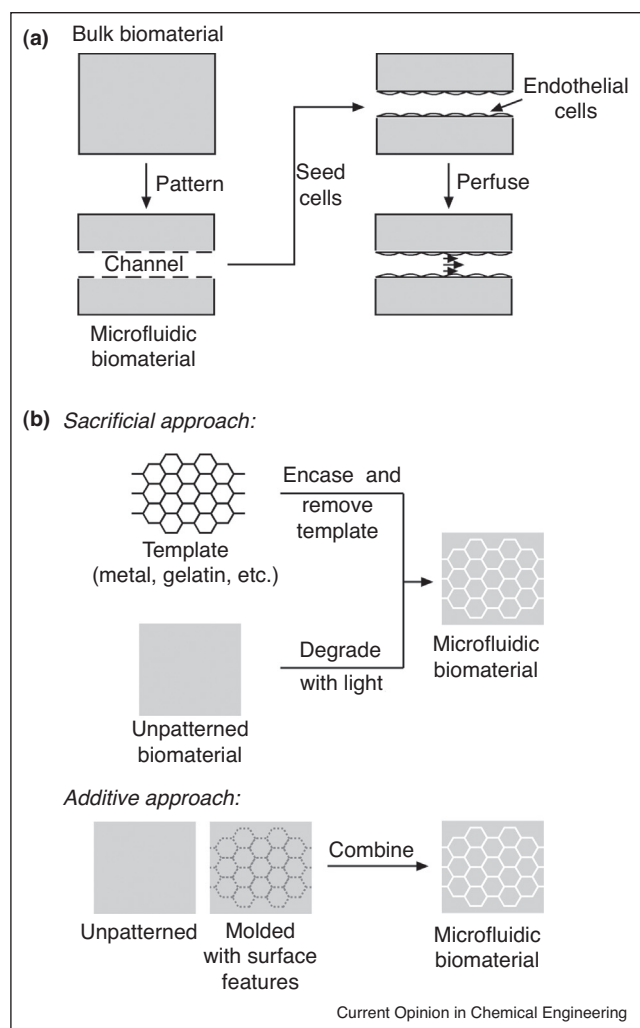 (a)
Bulk biomaterial
Pattern
Channel
Microfluidic
biomaterial
Seed
cells
Endothelial
cells
Perfuse
(b) Sacrificial approach:
Template
(metal, gelatin, etc.)
Encase and
remove
template
Unpatterned
biomaterial
Degrade
with light
Microfluidic
biomaterial
Additive approach:
Unpatterned
Molded
with surface
features
Combine
Microfluidic
biomaterial
Current Opinion in Chemical Engineering